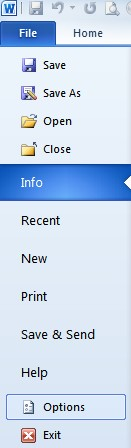 W
File Home
Save
Save As
Open
Close
Info
Recent
New
Print
Save & Send
Help
Options
Exit